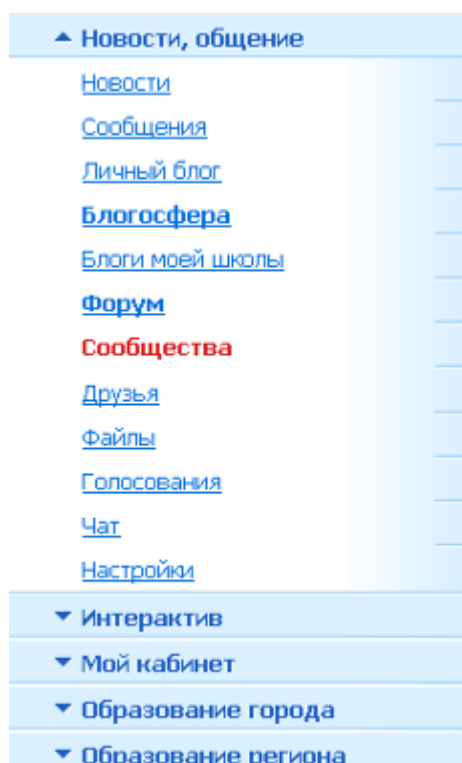 Новости, общение
Новости
Сообщения
Личный блог
Блогосфера
Блоги моей школы
Форум
Сообщества
Друзья
Файлы
Голосования
Чат
Настройки
Интерактив
Мой кабинет
Образование города
Образование региона